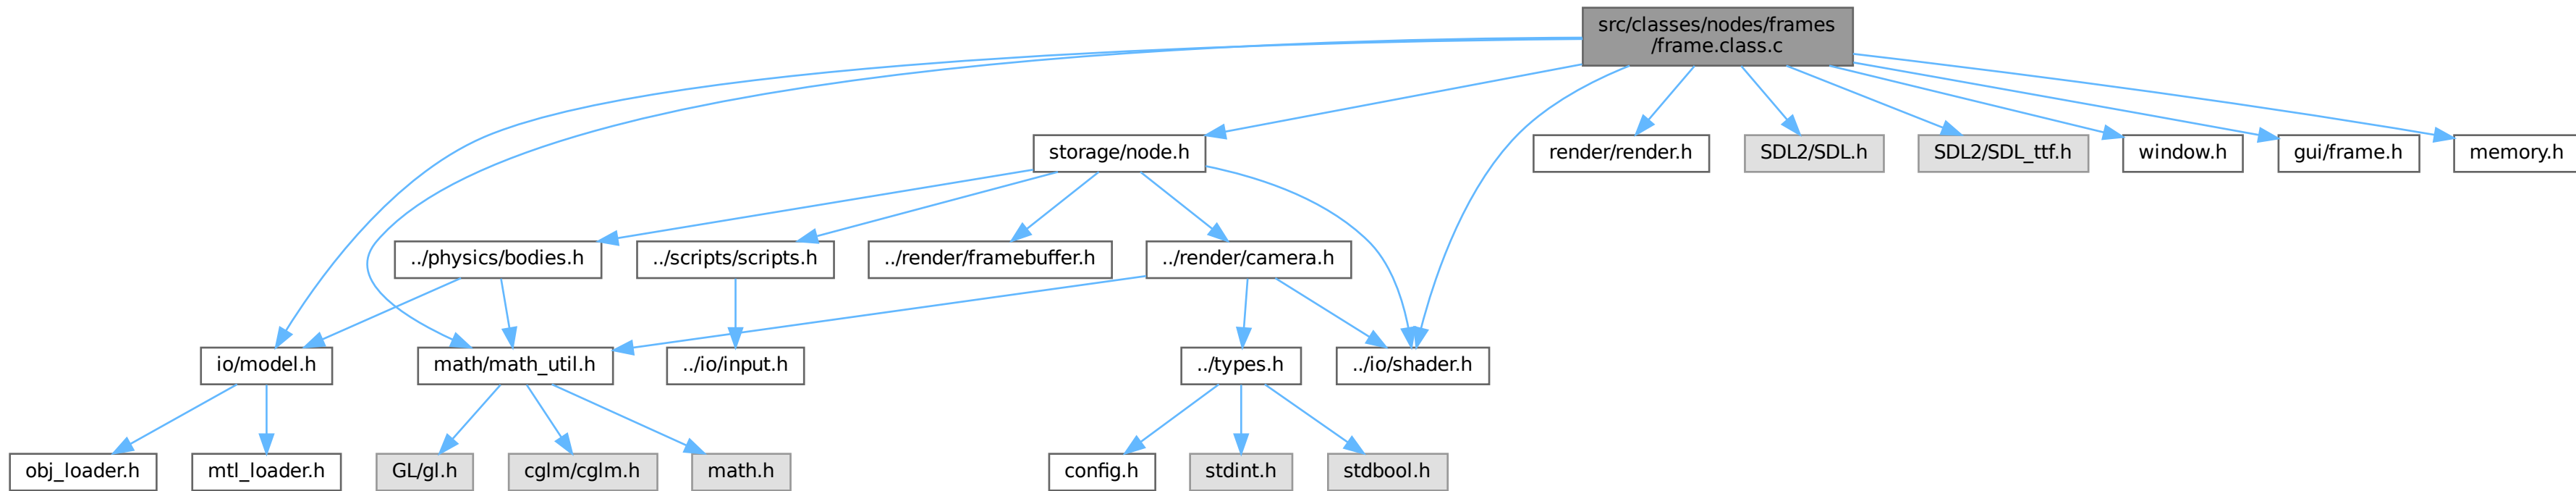 src/classes/nodes/frames
/frame.class.c
storage/node.h
render/render.h
SDL2/SDL.h
SDL2/SDL_ttf.h
window.h
gui/frame.h
memory.h
../physics/bodies.h
../scripts/scripts.h
../render/framebuffer.h
../render/camera.h
io/model.h
math/math_util.h
../io/input.h
../types.h
../io/shader.h
obj_loader.h
mtl_loader.h
GL/gl.h
cglm/cglm.h
math.h
config.h
stdint.h
stdbool.h